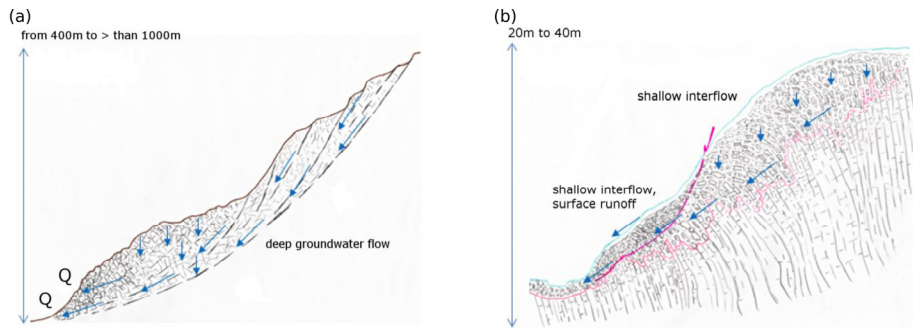 (a)
from 400m to > than 1000m
deep groundwater flow
Q
Q
(b)
20m to 40m
shallow interflow
shallow interflow,
surface runoff